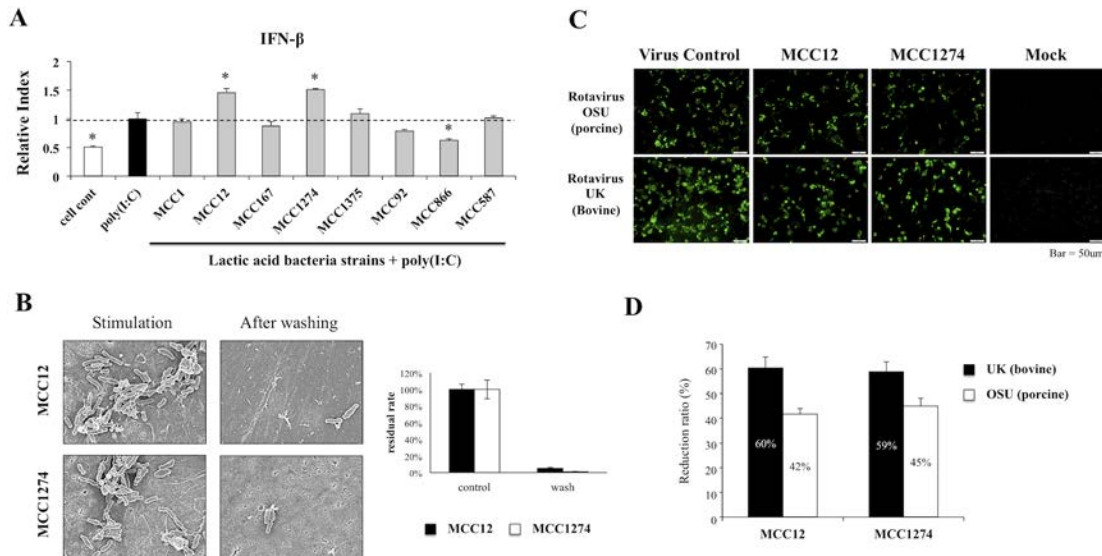 A
IFN-β
Relative Index
2
1.5
1
0.5
0
*
*
*
*
cell cont
poly(I:C)
MCC1
MCC12
MCC167
MCC1274
MCC1375
MCC92
MCC866
MCC587
Lactic acid bacteria strains + poly(I:C)
B
Stimulation
After washing
MCC12
MCC1274
residual rate
120%
100%
80%
60%
40%
20%
0%
control
wash
MCC12
MCC1274
C
Virus Control
MCC12
MCC1274
Mock
Rotavirus
OSU
(porcine)
Rotavirus
UK
(Bovine)
Bar = 50um
D
Reduction ratio (%)
70
60
50
40
30
20
10
0
60%
42%
59%
45%
MCC12
MCC1274
UK (bovine)
OSU (porcine)